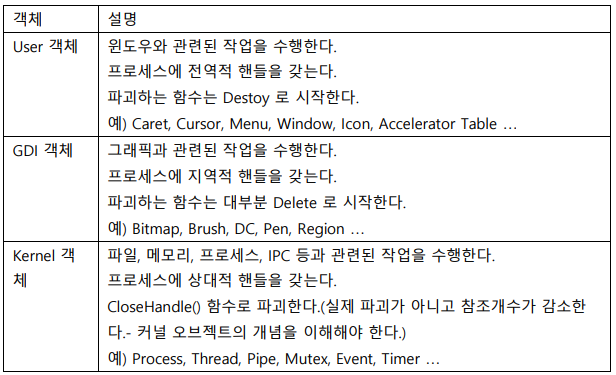 객체 설명
User 객체 윈도우와 관련된 작업을 수행한다.
프로세스에 전역적 핸들을 갖는다.
파괴하는 함수는 Destoy 로 시작한다.
예) Caret, Cursor, Menu, Window, Icon, Accelerator Table …
GDI 객체 그래픽과 관련된 작업을 수행한다.
프로세스에 지역적 핸들을 갖는다.
파괴하는 함수는 대부분 Delete 로 시작한다.
예) Bitmap, Brush, DC, Pen, Region …
Kernel 객 파일, 메모리, 프로세스, IPC 등과 관련된 작업을 수행한다.
체 프로세스에 상대적 핸들을 갖는다.
CloseHandle() 함수로 파괴한다.(실제 파괴가 아니고 참조개수가 감소한
다.- 커널 오브젝트의 개념을 이해해야 한다.)
예) Process, Thread, Pipe, Mutex, Event, Timer …